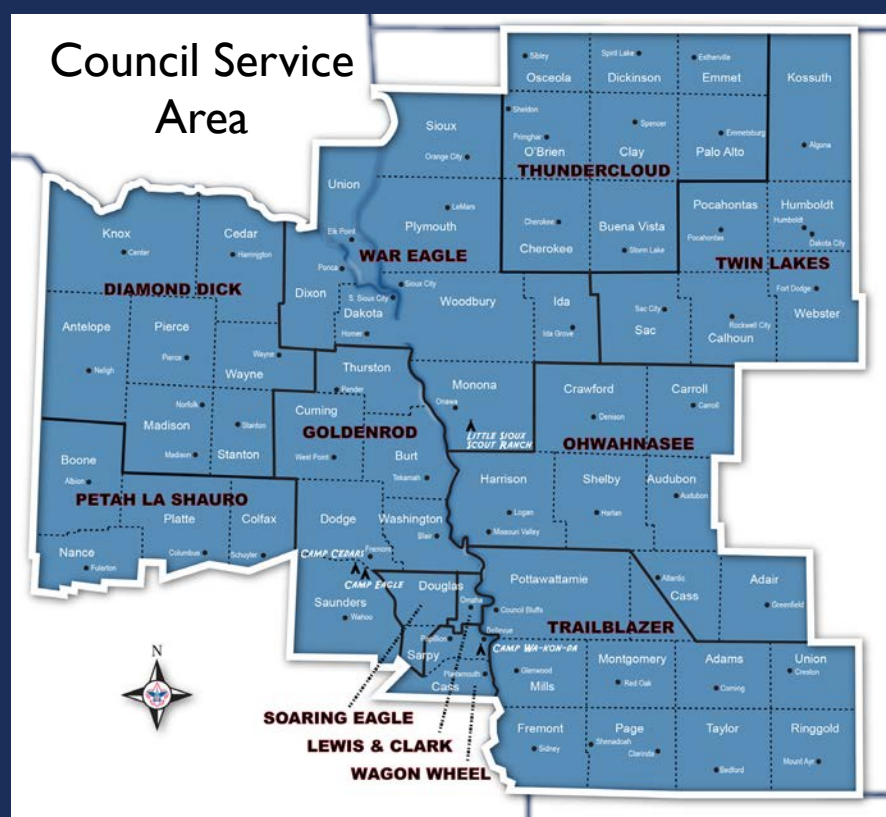 Council Service
Area
Sibley
Osceola
Spirit Lake
Dickinson
Estherville
Emmet
Kossuth
Algona
Sheldon
Primghar
O'Brien
Spencer
Clay
Emmetsburg
Palo Alto
THUNDERCLOUD
Sioux
Orange City
Union
Elk Point
LeMars
Plymouth
Cherokee
Cherokee
Buena Vista
Storm Lake
Pocahontas
Pocahontas
Humboldt
Humboldt
Dakota City
TWIN LAKES
Knox
Center
Cedar
Harrington
DIAMOND DICK
WAR EAGLE
Ponca
Dixon
S. Sioux City
Dakota
Homer
Sioux City
Woodbury
Ida
Ida Grove
Sac City
Sac
Rockwell City
Calhoun
Fort Dodge
Webster
Antelope
Neligh
Pierce
Pierce
Wayne
Wayne
Thurston
Pender
Monona
Onawa
LITTLE SIOUX
SCOUT RANCH
Crawford
Denison
Carroll
Carroll
Norfolk
Madison
Madison
Stanton
Stanton
Cuming
West Point
GOLDENROD
Burt
Tekamah
OHWAHNASEE
Boone
Albion
PETAH LA SHAURO
Platte
Columbus
Colfax
Schuyler
Nance
Fullerton
Dodge
Fremont
Washington
Blair
Harrison
Logan
Missouri Valley
Shelby
Harlan
Audubon
Audubon
CAMP CEDARS
CAMP EAGLE
Douglas
Omaha
Saunders
Wahoo
Pottawattamie
Council Bluffs
Atlantic
Cass
Adair
Greenfield
TRAILBLAZER
Papillion
Sarpy
Bellevue
CAMP WA-KON-DA
Plattsmouth
Cass
Glenwood
Mills
Montgomery
Red Oak
Adams
Corning
Union
Creston
N
SOARING EAGLE
LEWIS & CLARK
WAGON WHEEL
Fremont
Sidney
Page
Shenandoah
Clarinda
Taylor
Bedford
Ringgold
Mount Ayr